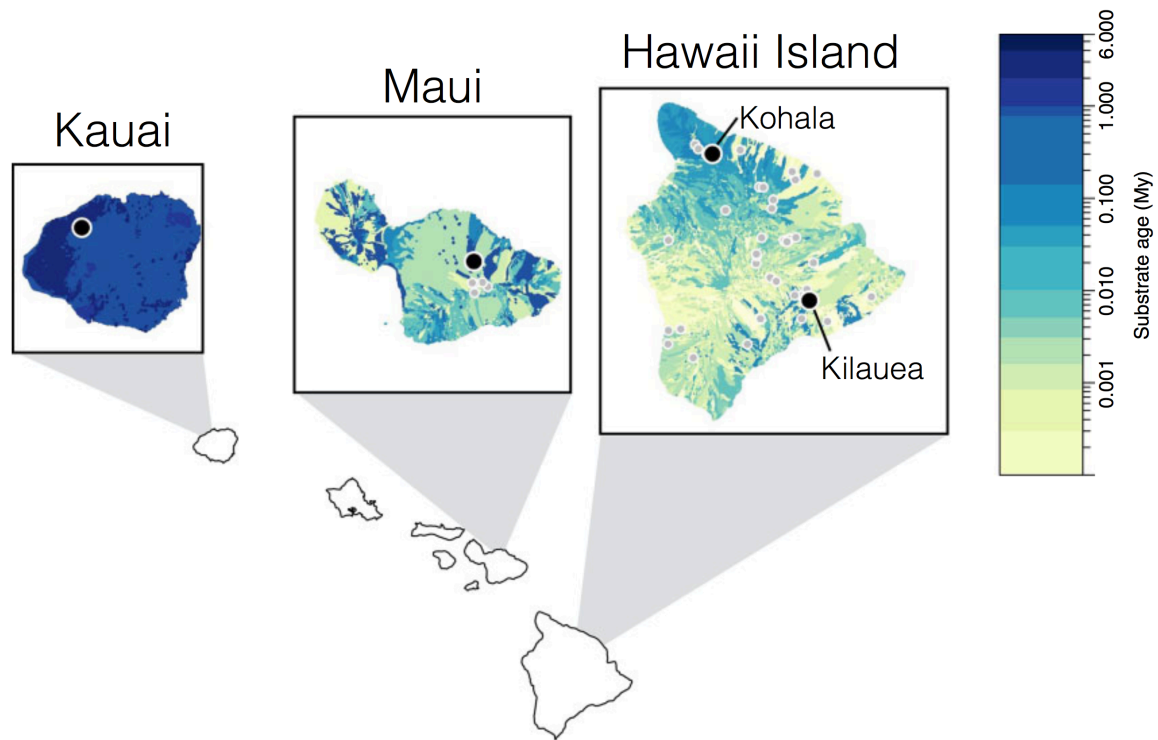 Kauai
Maui
Hawaii Island
Kohala
Kilauea
6.000
1.000
0.100
0.010
0.001
Substrate age (My)